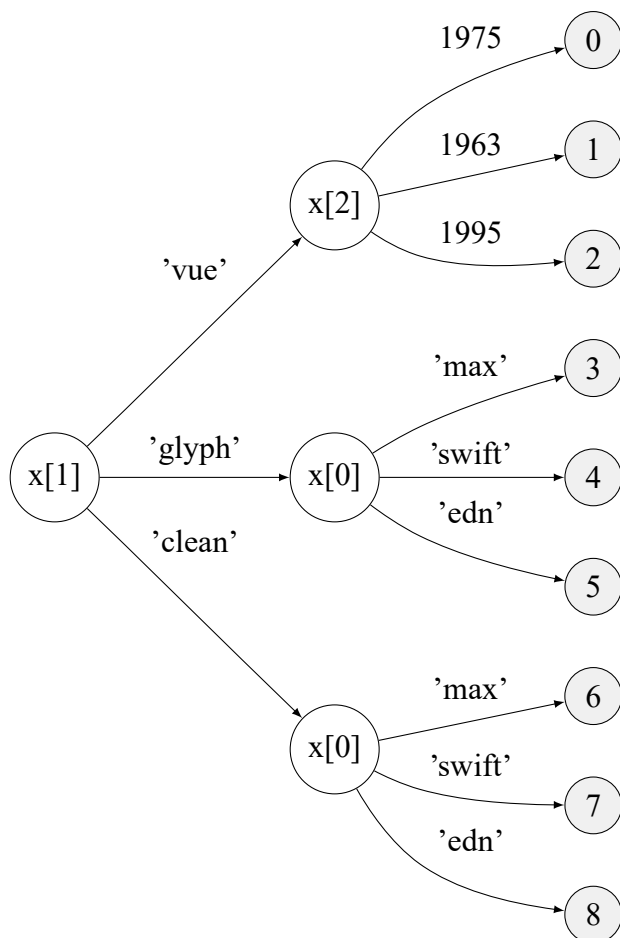 1975
0
1963
1
x[2]
1995
2
’vue’
’max’
3
’glyph’
’swift’
x[1]
x[0]
4
’edn’
’clean’
5
’max’
6
x[0]
’swift’
7
’edn’
8